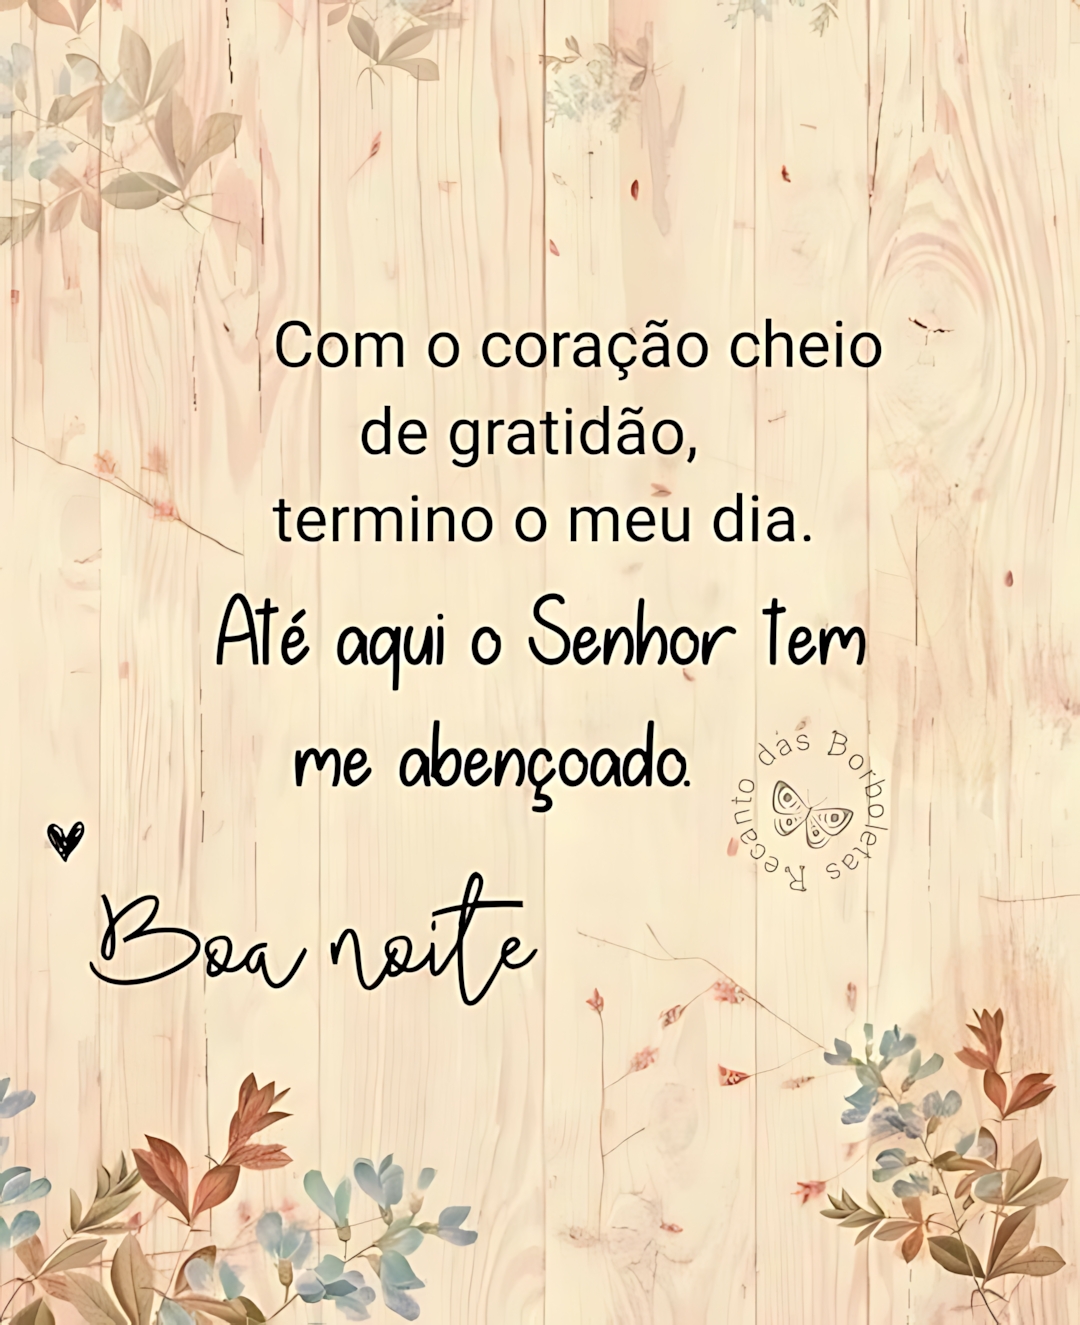 Com o coração cheio
de gratidão,
termino o meu dia.
Até aqui o Senhor tem
me abençoado.
Recanto das Borboletas
Boa noite